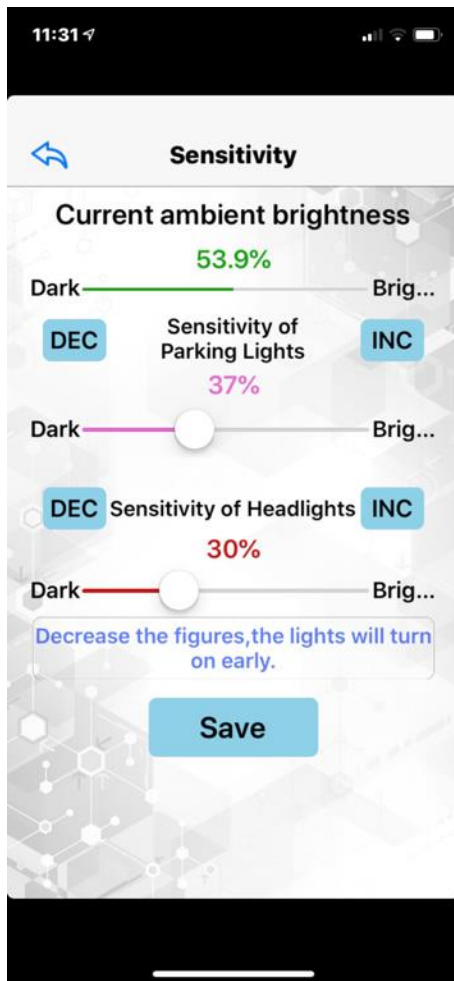 11:31
Sensitivity
Current ambient brightness
53.9%
Dark Brig...
DEC Sensitivity of Parking Lights INC
37%
Dark Brig...
DEC Sensitivity of Headlights INC
30%
Dark Brig...
Decrease the figures,the lights will turn
on early.
Save